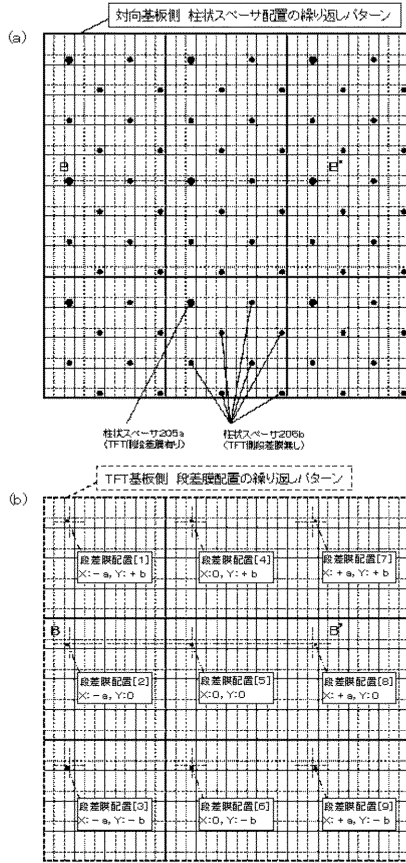 対向基板側 柱状スペーサ配置の繰り返しパターン
(a)
B B'
柱状スペーサ205a
(TFT側段差膜有り)
柱状スペーサ205b
(TFT側段差膜無し)
TFT基板側 段差膜配置の繰り返しパターン
(b)
段差膜配置[1]
X:-a, Y:+b
段差膜配置[4]
X:0, Y:+b
段差膜配置[7]
X:+a, Y:+b
B B'
段差膜配置[2]
X:-a, Y:0
段差膜配置[5]
X:0, Y:0
段差膜配置[8]
X:+a, Y:0
段差膜配置[3]
X:-a, Y:-b
段差膜配置[6]
X:0, Y:-b
段差膜配置[9]
X:+a, Y:-b